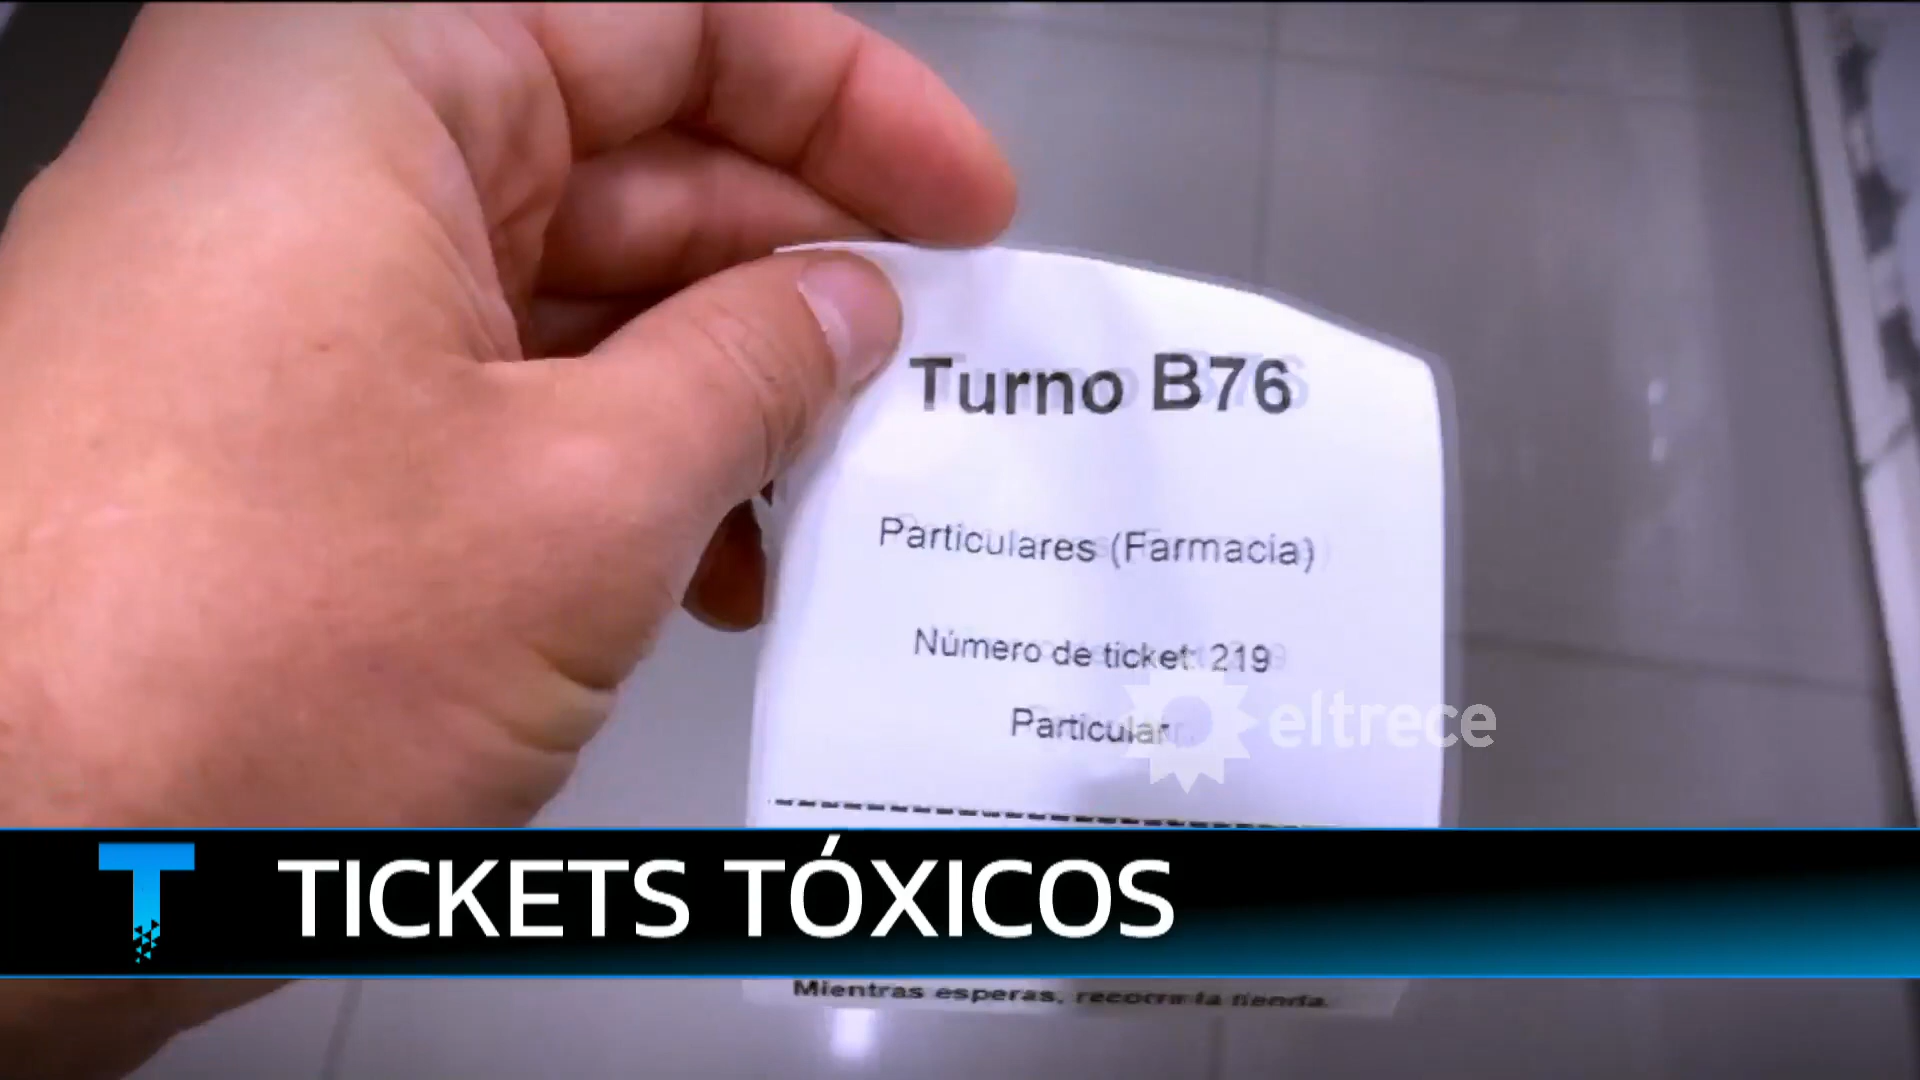 Turno B76
Particulares (Farmacia)
Número de ticket: 219
Particular
eltrece
T TICKETS TÓXICOS
Mientras esperas, recorre la tienda.